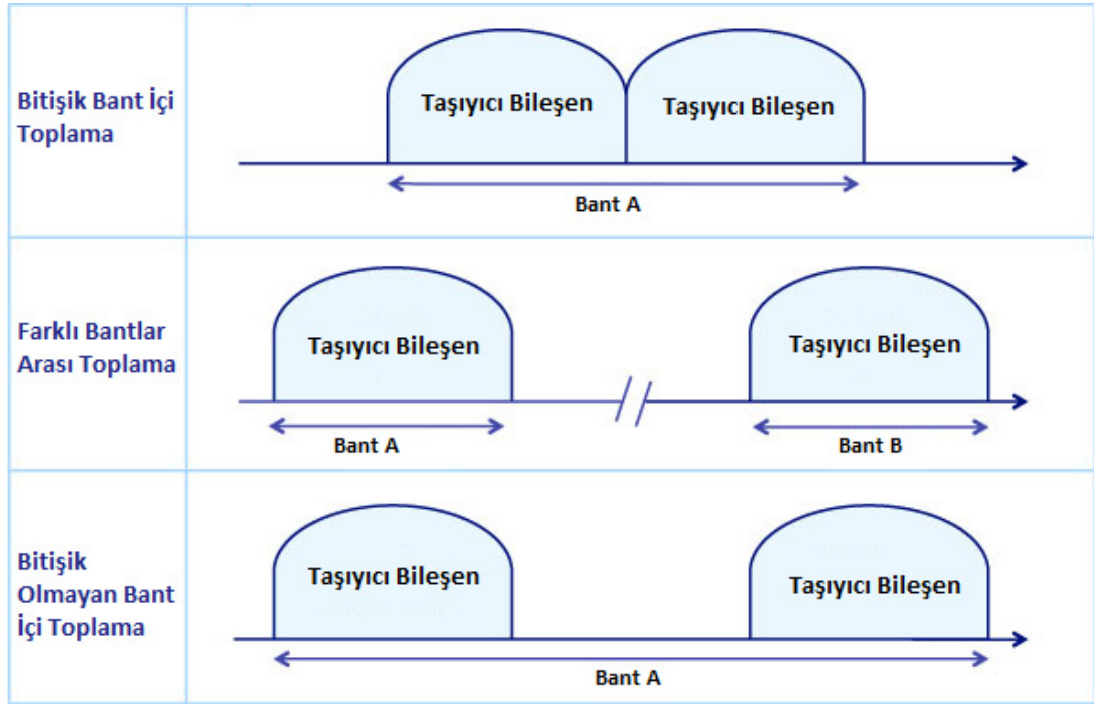 Bitişik Bant İçi
Toplama
Taşıyıcı Bileşen
Taşıyıcı Bileşen
Bant A
Farklı Bantlar
Arası Toplama
Taşıyıcı Bileşen
Taşıyıcı Bileşen
Bant A
Bant B
Bitişik
Olmayan Bant
İçi Toplama
Taşıyıcı Bileşen
Taşıyıcı Bileşen
Bant A